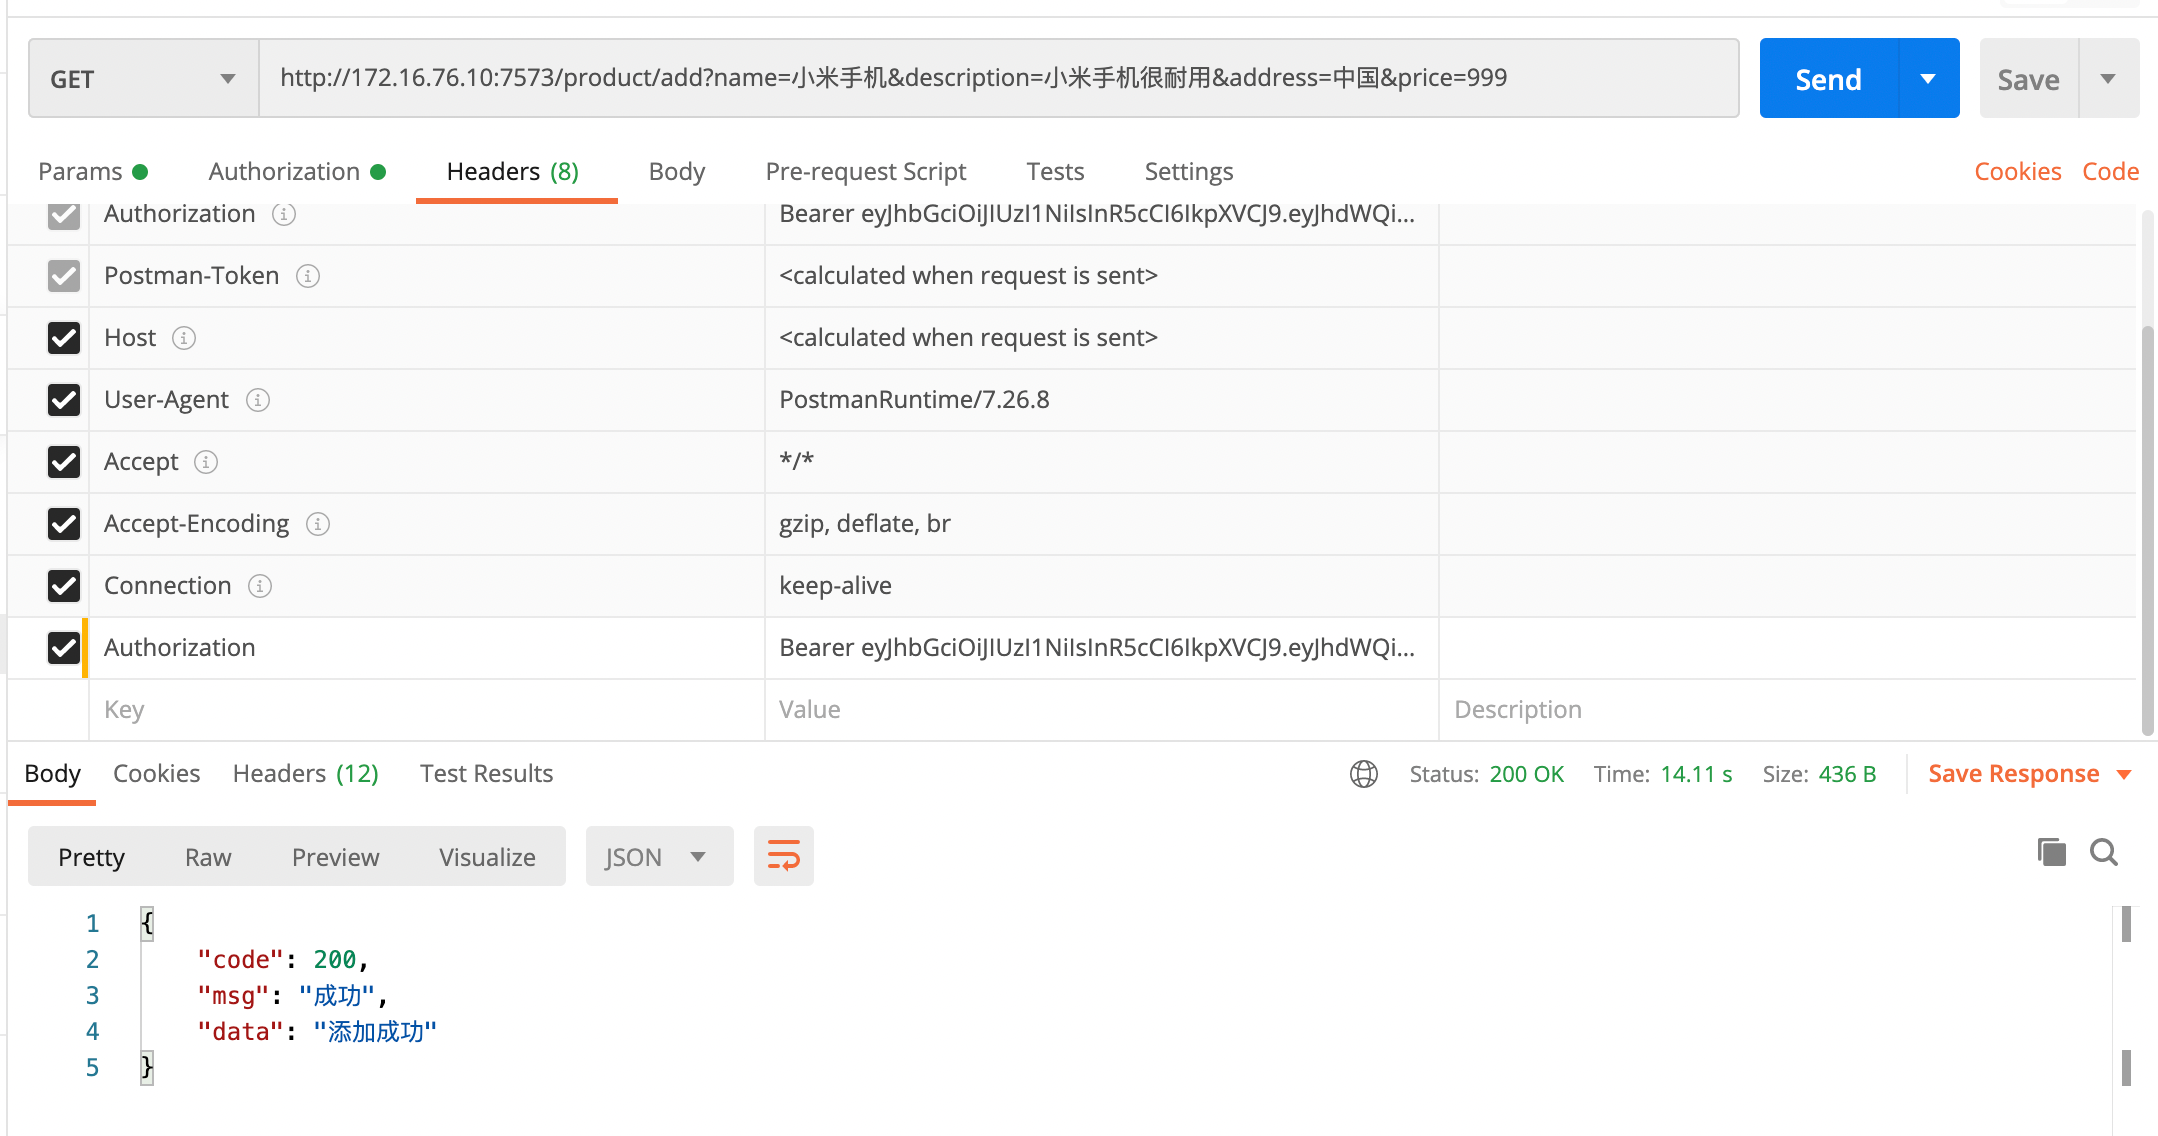 GET http://172.16.76.10:7573/product/add?name=小米手机&description=小米手机很耐用&address=中国&price=999 Send Save
Params Authorization Headers (8) Body Pre-request Script Tests Settings Cookies Code
Authorization Bearer eyJhbGciOiJIUzI1NiIsInR5cCI6IkpXVCJ9.eyJhdWQi...
Postman-Token <calculated when request is sent>
Host <calculated when request is sent>
User-Agent PostmanRuntime/7.26.8
Accept */*
Accept-Encoding gzip, deflate, br
Connection keep-alive
Authorization Bearer eyJhbGciOiJIUzI1NiIsInR5cCI6IkpXVCJ9.eyJhdWQi...
Key Value Description
Body Cookies Headers (12) Test Results Status: 200 OK Time: 14.11 s Size: 436 B Save Response
Pretty Raw Preview Visualize JSON
1 {
2 "code": 200,
3 "msg": "成功",
4 "data": "添加成功"
5 }